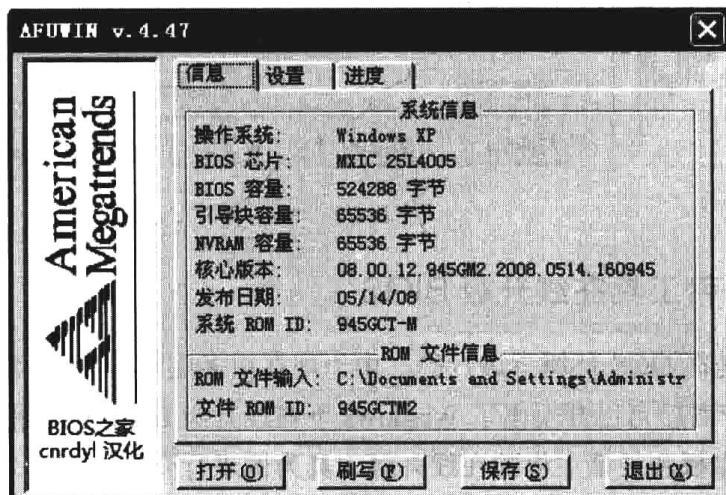 AFUWIN v.4.47
American
Megatrends
BIOS之家
cnrdyl 汉化
信息 设置 进度
系统信息
操作系统: Windows XP
BIOS 芯片: MXIC 25L4005
BIOS 容量: 524288 字节
引导块容量: 65536 字节
NVRAM 容量: 65536 字节
核心版本: 08.00.12.945GM2.2008.0514.160945
发布日期: 05/14/08
系统 ROM ID: 945GCT-M
ROM 文件信息
ROM 文件输入: C:\Documents and Settings\Administr
文件 ROM ID: 945GCTM2
打开(O) 刷写(F) 保存(S) 退出(X)